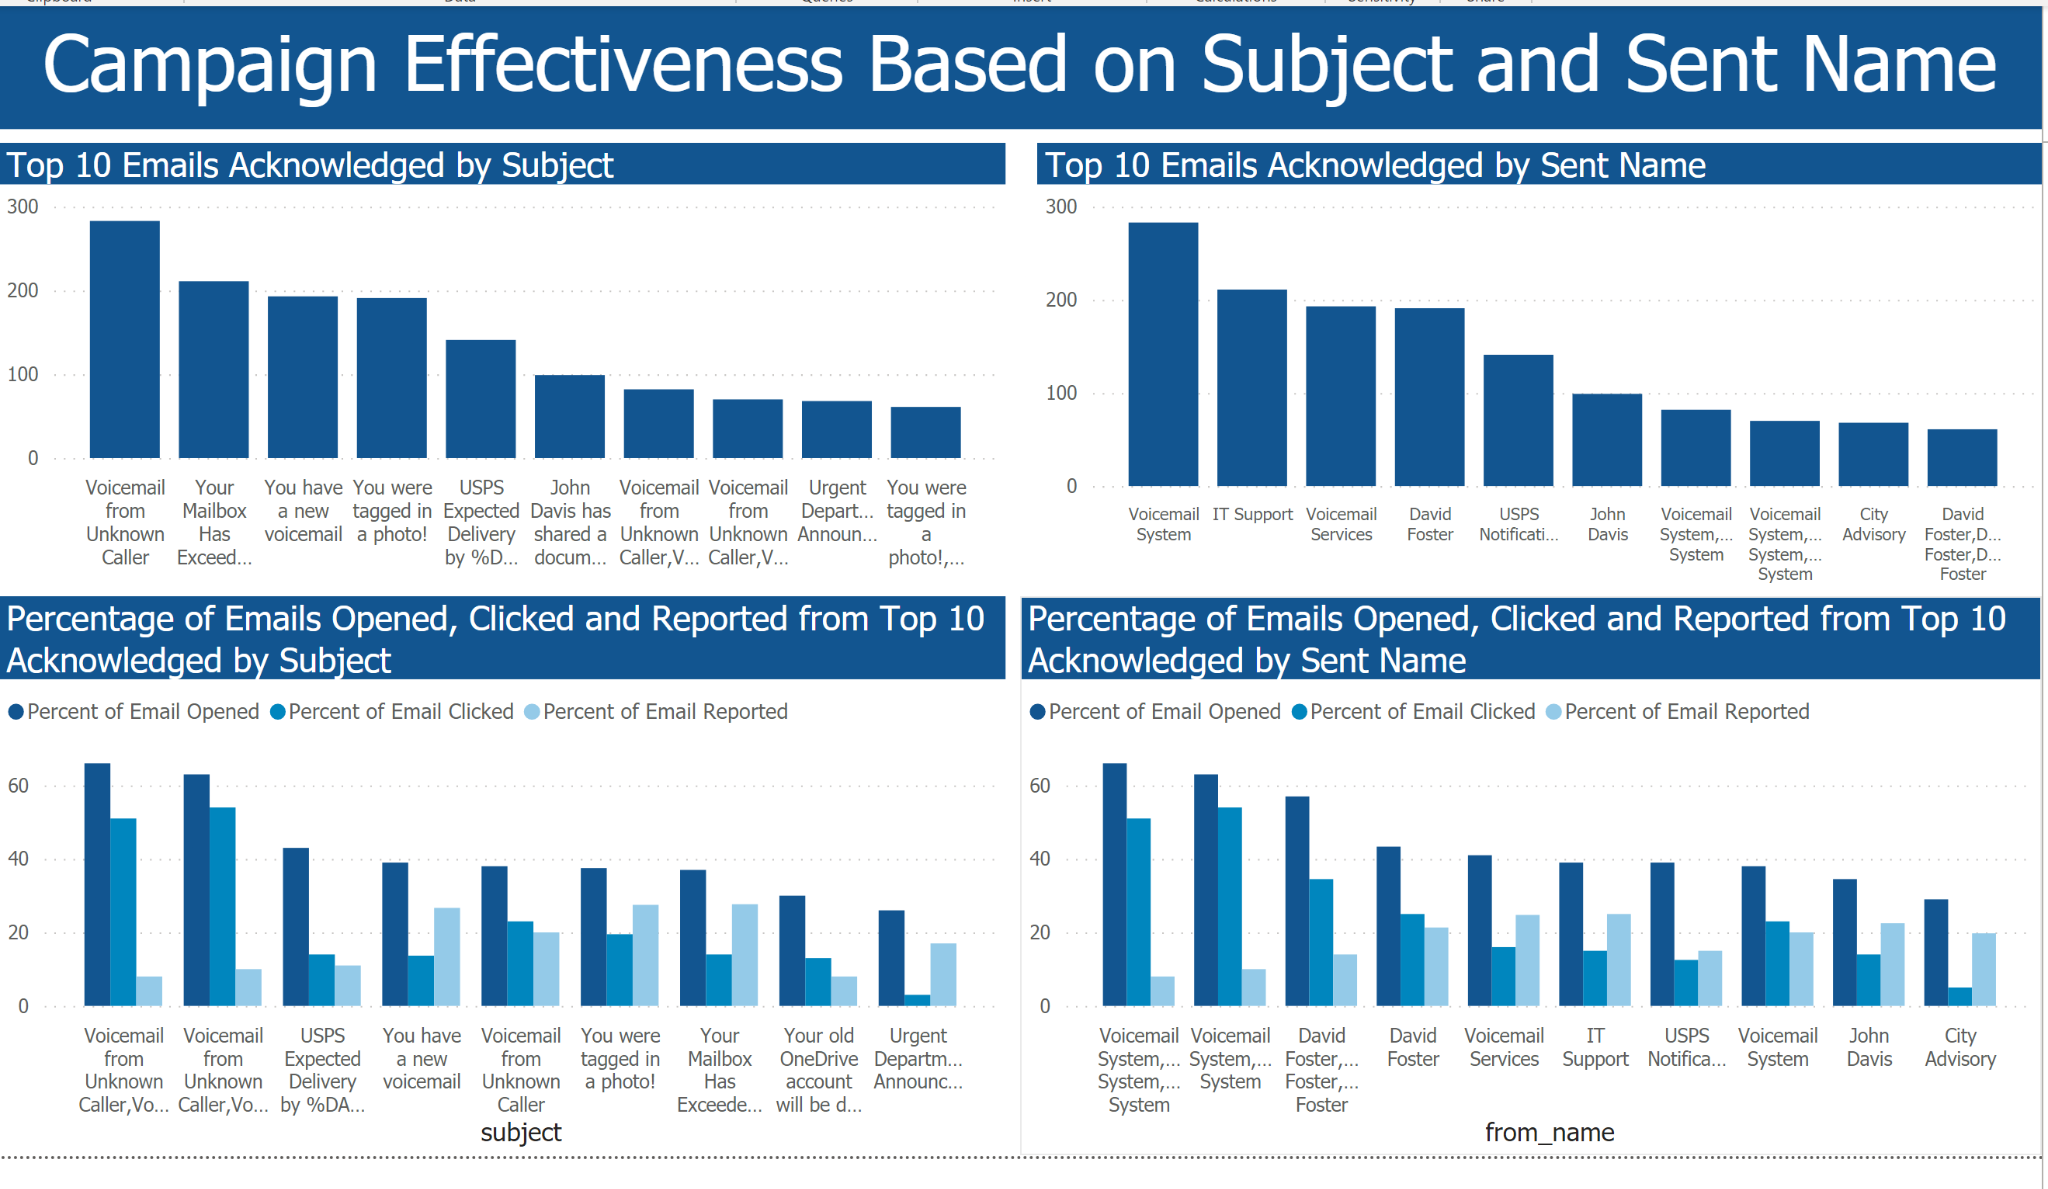 Clipboard Data Queries Insert Calculations Sensitivity Share
Campaign Effectiveness Based on Subject and Sent Name
Top 10 Emails Acknowledged by Subject
300
200
100
0
Voicemail from Unknown Caller
Your Mailbox Has Exceed...
You have a new voicemail
You were tagged in a photo!
USPS Expected Delivery by %D...
John Davis has shared a docum...
Voicemail from Unknown Caller,V...
Voicemail from Unknown Caller,V...
Urgent Depart... Announ...
You were tagged in a photo!,...
Top 10 Emails Acknowledged by Sent Name
300
200
100
0
Voicemail System
IT Support
Voicemail Services
David Foster
USPS Notificati...
John Davis
Voicemail System,... System
Voicemail System,... System,... System
City Advisory
David Foster,D... Foster,D... Foster
Percentage of Emails Opened, Clicked and Reported from Top 10
Acknowledged by Subject
Percent of Email Opened Percent of Email Clicked Percent of Email Reported
60
40
20
0
Voicemail from Unknown Caller,Vo...
Voicemail from Unknown Caller,Vo...
USPS Expected Delivery by %DA...
You have a new voicemail
Voicemail from Unknown Caller
You were tagged in a photo!
Your Mailbox Has Exceede...
Your old OneDrive account will be d...
Urgent Departm... Announc...
subject
Percentage of Emails Opened, Clicked and Reported from Top 10
Acknowledged by Sent Name
Percent of Email Opened Percent of Email Clicked Percent of Email Reported
60
40
20
0
Voicemail System,... System,... System
Voicemail System,... System
David Foster,... Foster,... Foster
David Foster
Voicemail Services
IT Support
USPS Notifica...
Voicemail System
John Davis
City Advisory
from_name